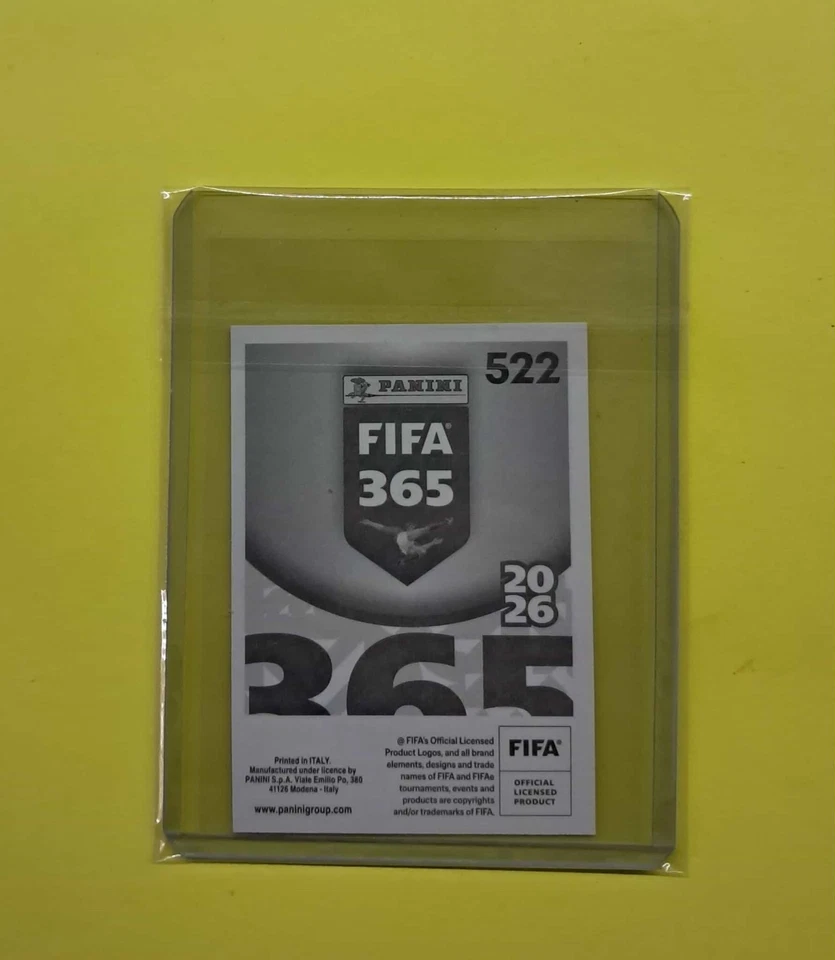 522
PANINI
FIFA®
365
20
26
365
Printed in ITALY.
Manufactured under licence by
PANINI S.p.A. Viale Emilio Po, 380
41126 Modena - Italy
www.paninigroup.com
@ FIFA's Official Licensed
Product Logos, and all brand
elements, designs and trade
names of FIFA and FIFAe
tournaments, events and
products are copyrights
and/or trademarks of FIFA.
FIFA®
OFFICIAL
LICENSED
PRODUCT